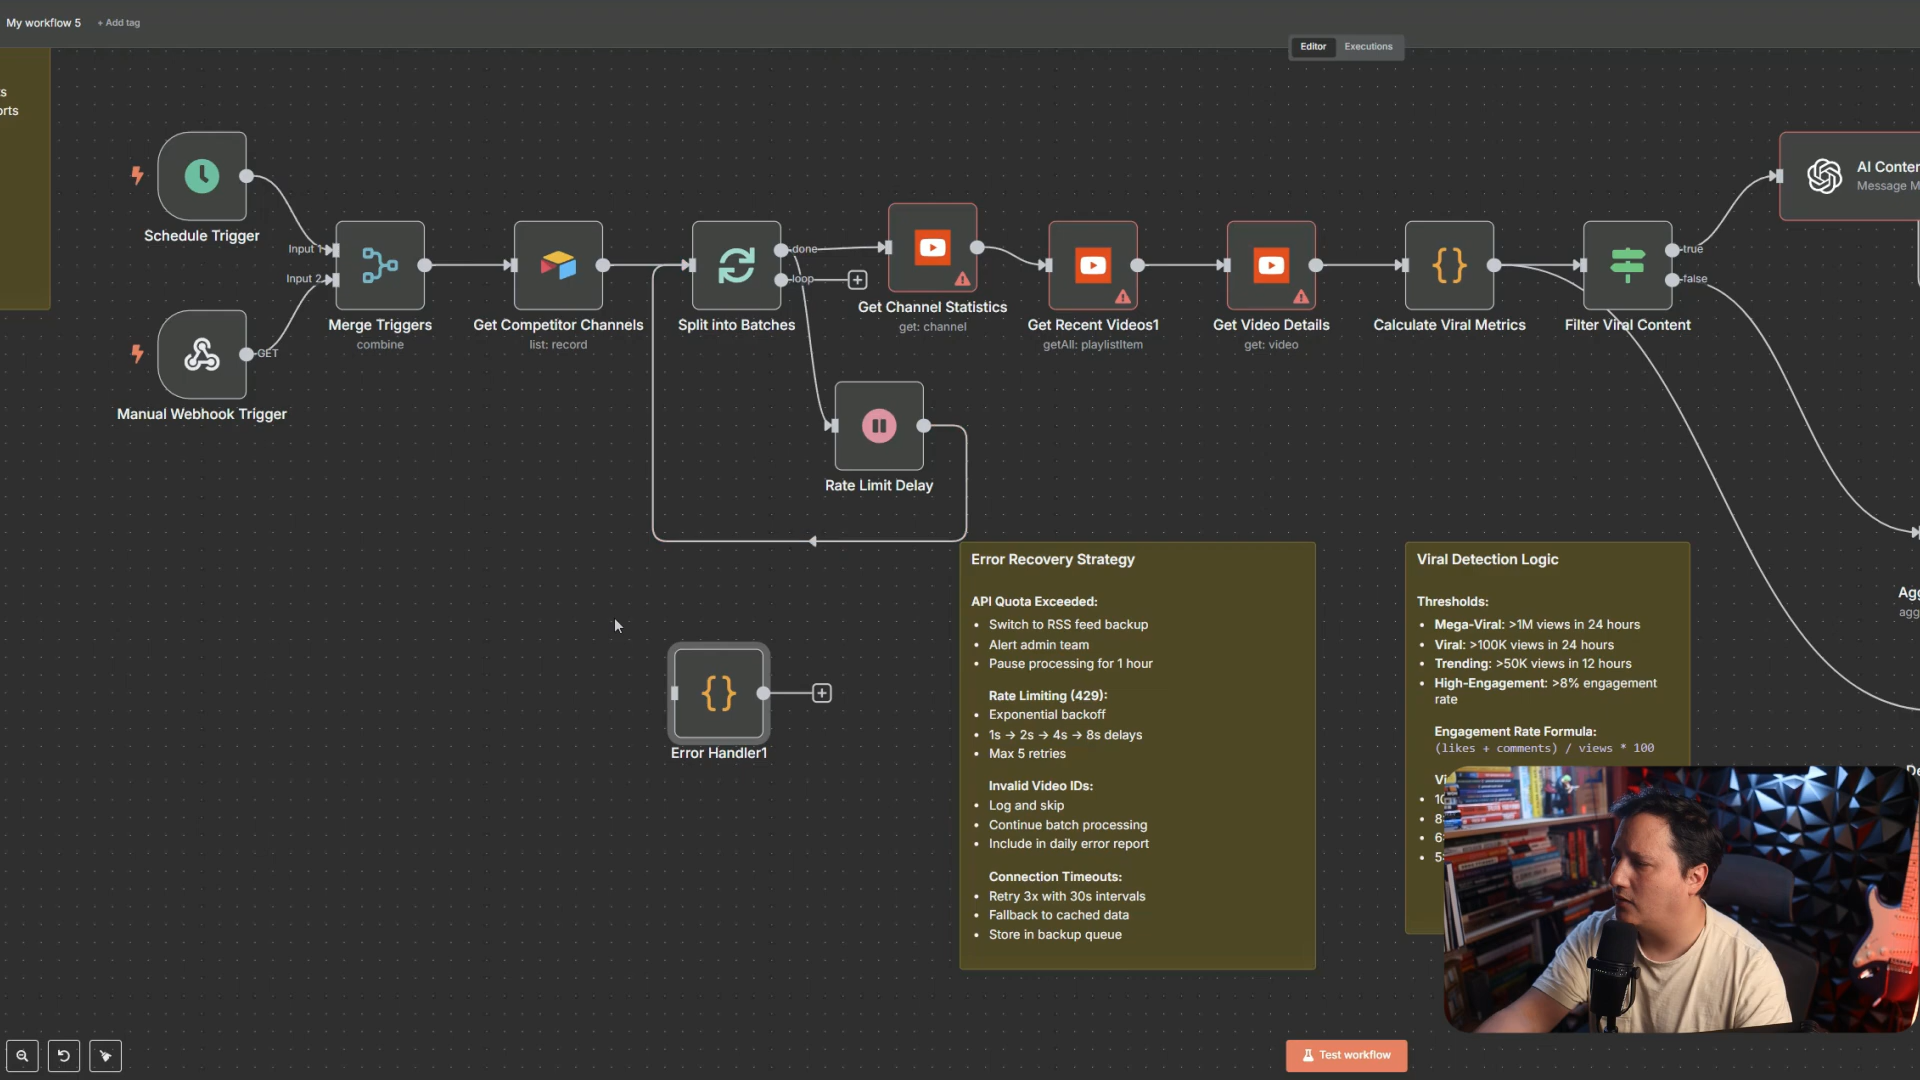 My workflow 5
+ Add tag
Editor
Executions
orts
Schedule Trigger
Input 1
Input 2
GET
Manual Webhook Trigger
Merge Triggers
combine
Get Competitor Channels
list: record
Split into Batches
done
loop
Get Channel Statistics
get: channel
Get Recent Videos1
getAll: playlistItem
Get Video Details
get: video
Calculate Viral Metrics
Filter Viral Content
true
false
AI Conten
Message M
Rate Limit Delay
Error Handler1
Error Recovery Strategy
API Quota Exceeded:
• Switch to RSS feed backup
• Alert admin team
• Pause processing for 1 hour
Rate Limiting (429):
• Exponential backoff
• 1s → 2s → 4s → 8s delays
• Max 5 retries
Invalid Video IDs:
• Log and skip
• Continue batch processing
• Include in daily error report
Connection Timeouts:
• Retry 3x with 30s intervals
• Fallback to cached data
• Store in backup queue
Viral Detection Logic
Thresholds:
• Mega-Viral: >1M views in 24 hours
• Viral: >100K views in 24 hours
• Trending: >50K views in 12 hours
• High-Engagement: >8% engagement
rate
Engagement Rate Formula:
(likes + comments) / views * 100
Agg
aggr
Test workflow